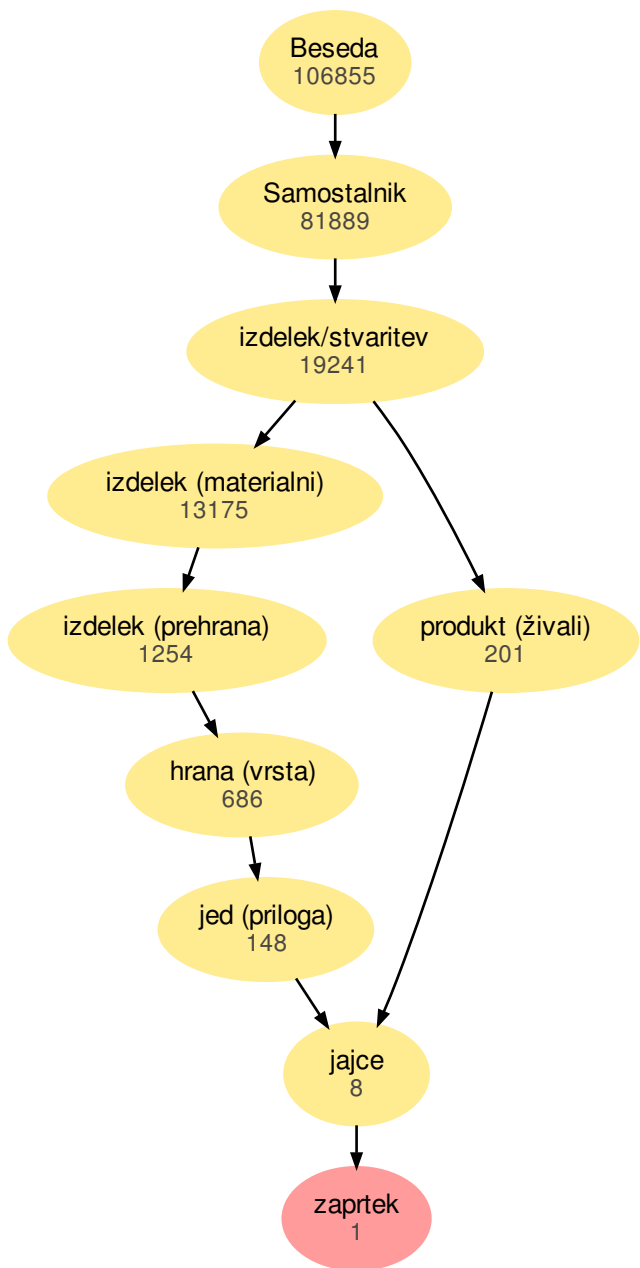 Beseda
106855
Samostalnik
81889
izdelek/stvaritev
19241
izdelek (materialni)
13175
izdelek (prehrana)
1254
produkt (živali)
201
hrana (vrsta)
686
jed (priloga)
148
jajce
8
zaprtek
1